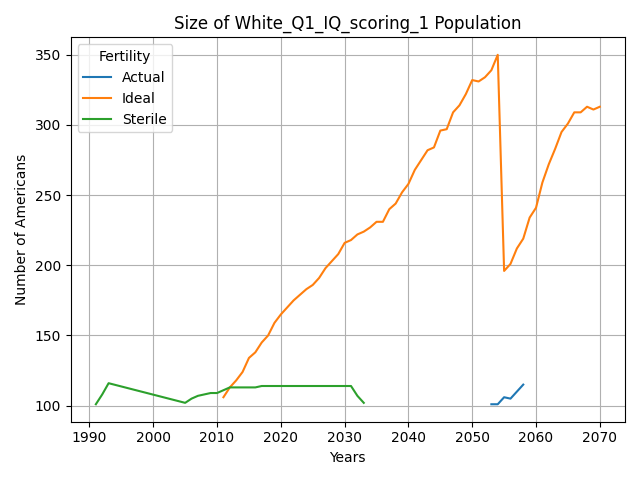 Size of White_Q1_IQ_scoring_1 Population
Fertility
Actual
Ideal
Sterile
Number of Americans
350
300
250
200
150
100
1990 2000 2010 2020 2030 2040 2050 2060 2070
Years